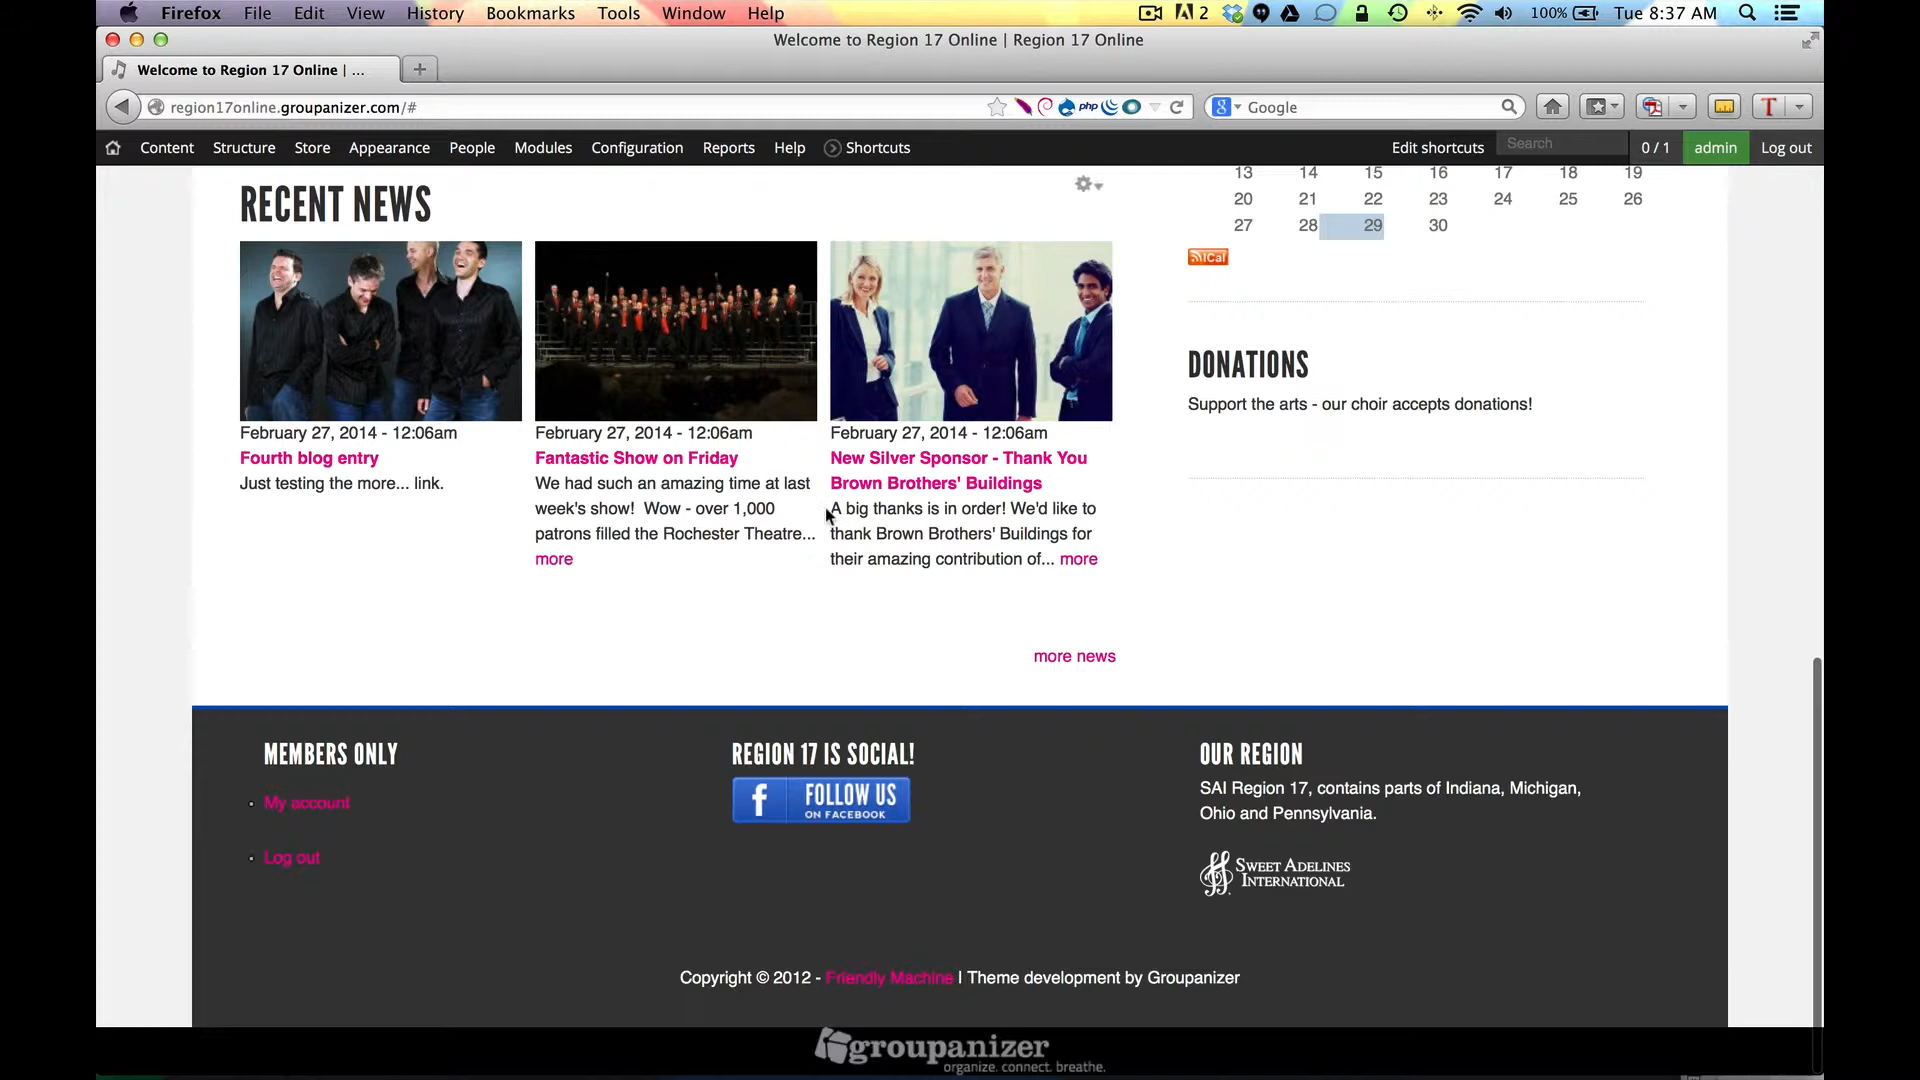 Firefox File Edit View History Bookmarks Tools Window Help 2 100% Tue 8:37 AM
Welcome to Region 17 Online | Region 17 Online
Welcome to Region 17 Online | ...
region17online.groupanizer.com/# php Google
Content Structure Store Appearance People Modules Configuration Reports Help Shortcuts Edit shortcuts Search 0 / 1 admin Log out
13 14 15 16 17 18 19
20 21 22 23 24 25 26
27 28 29 30
iCal
RECENT NEWS
February 27, 2014 - 12:06am
Fourth blog entry
Just testing the more... link.
February 27, 2014 - 12:06am
Fantastic Show on Friday
We had such an amazing time at last
week's show!  Wow - over 1,000
patrons filled the Rochester Theatre...
more
February 27, 2014 - 12:06am
New Silver Sponsor - Thank You
Brown Brothers' Buildings
A big thanks is in order! We'd like to
thank Brown Brothers' Buildings for
their amazing contribution of... more
more news
DONATIONS
Support the arts - our choir accepts donations!
MEMBERS ONLY
My account
Log out
REGION 17 IS SOCIAL!
f FOLLOW US
ON FACEBOOK
OUR REGION
SAI Region 17, contains parts of Indiana, Michigan,
Ohio and Pennsylvania.
SWEET ADELINES
INTERNATIONAL
Copyright © 2012 - Friendly Machine | Theme development by Groupanizer
groupanizer
organize. connect. breathe.